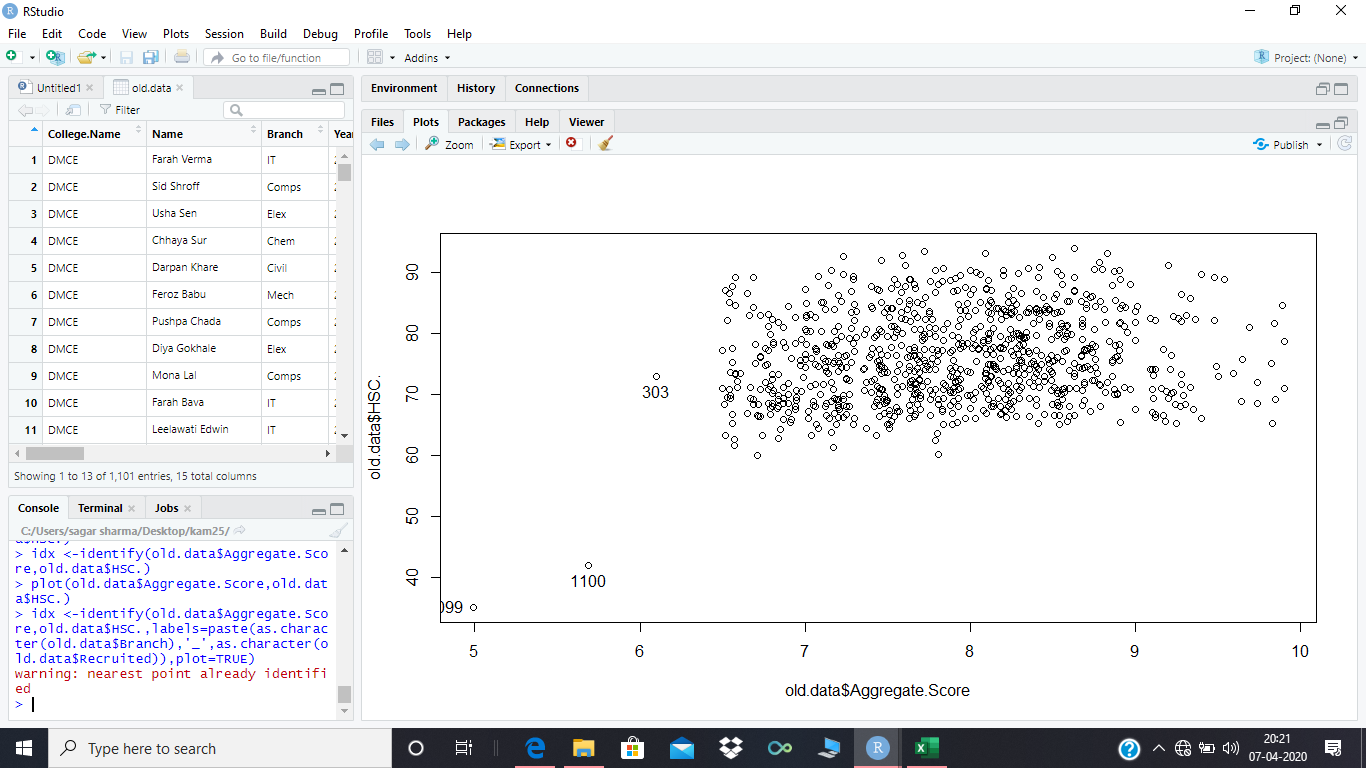 RStudio
File Edit Code View Plots Session Build Debug Profile Tools Help
Go to file/function Addins Project: (None)
Untitled1 old.data
Filter
College.Name Name Branch Yea
1 DMCE Farah Verma IT
2 DMCE Sid Shroff Comps
3 DMCE Usha Sen Elex
4 DMCE Chhaya Sur Chem
5 DMCE Darpan Khare Civil
6 DMCE Feroz Babu Mech
7 DMCE Pushpa Chada Comps
8 DMCE Diya Gokhale Elex
9 DMCE Mona Lal Comps
10 DMCE Farah Bava IT
11 DMCE Leelawati Edwin IT
Showing 1 to 13 of 1,101 entries, 15 total columns
Console Terminal Jobs
C:/Users/sagar sharma/Desktop/kam25/
a$HSC.)
> idx <-identify(old.data$Aggregate.Sco
re,old.data$HSC.)
> plot(old.data$Aggregate.Score,old.dat
a$HSC.)
> idx <-identify(old.data$Aggregate.Sco
re,old.data$HSC.,labels=paste(as.charac
ter(old.data$Branch),'_',as.character(o
ld.data$Recruited)),plot=TRUE)
warning: nearest point already identifi
ed
>
Environment History Connections
Files Plots Packages Help Viewer
Zoom Export Publish
old.data$HSC.
90
80
70
60
50
40
303
1100
099
5 6 7 8 9 10
old.data$Aggregate.Score
Type here to search
20:21
07-04-2020